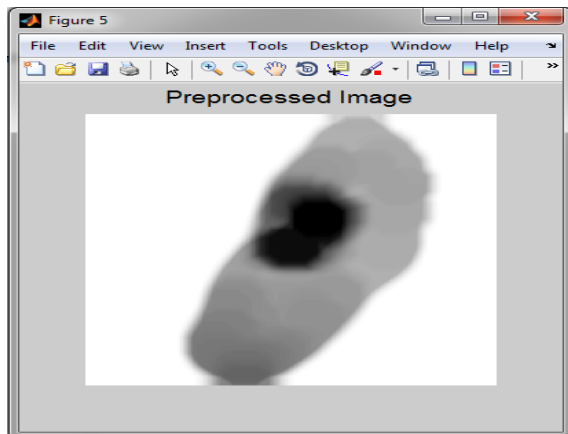 Figure 5
File Edit View Insert Tools Desktop Window Help
Preprocessed Image